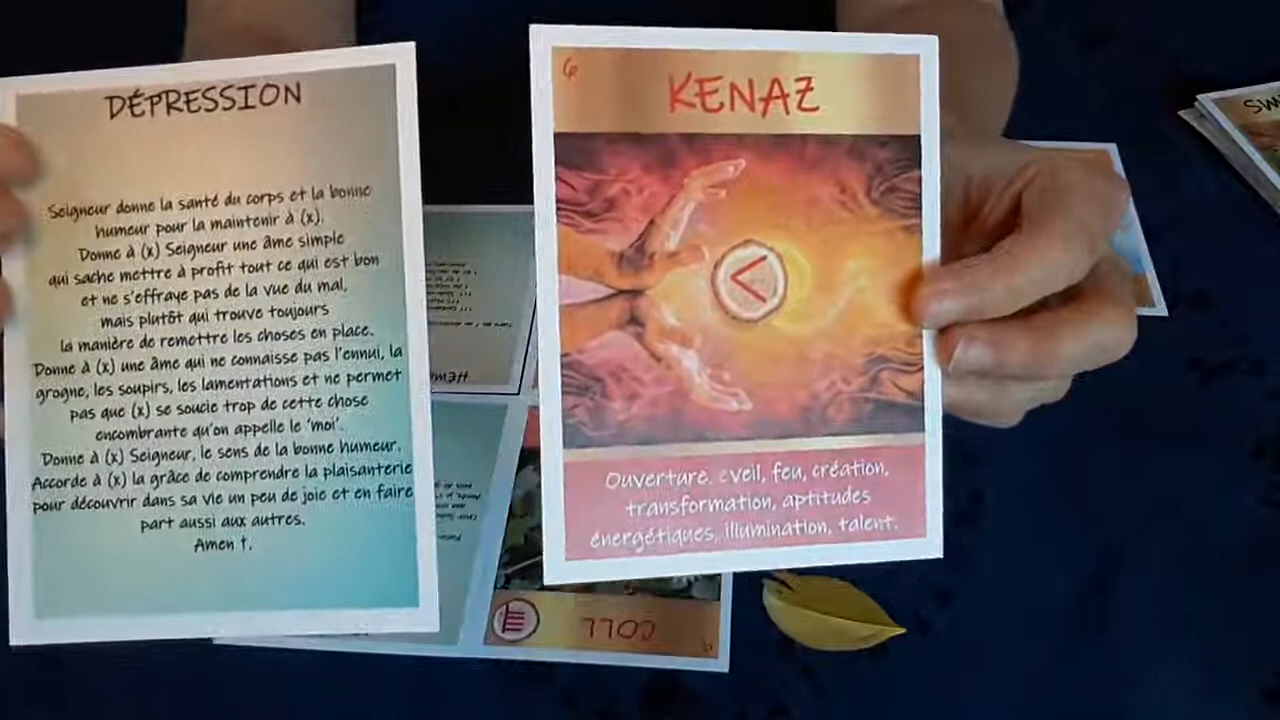 DÉPRESSION
Seigneur donne la santé du corps et la bonne
humeur pour la maintenir à (x).
Donne à (x) Seigneur une âme simple
qui sache mettre à profit tout ce qui est bon
et ne s'effraye pas de la vue du mal,
mais plutôt qui trouve toujours
la manière de remettre les choses en place.
Donne à (x) une âme qui ne connaisse pas l'ennui, la
grogne, les soupirs, les lamentations et ne permet
pas que (x) se soucie trop de cette chose
encombrante qu'on appelle le 'moi'.
Donne à (x) Seigneur, le sens de la bonne humeur.
Accorde à (x) la grâce de comprendre la plaisanterie
pour découvrir dans sa vie un peu de joie et en faire
part aussi aux autres.
Amen †.
6
KENAZ
Ouverture, éveil, feu, création,
transformation, aptitudes
énergétiques, illumination, talent.
COLL